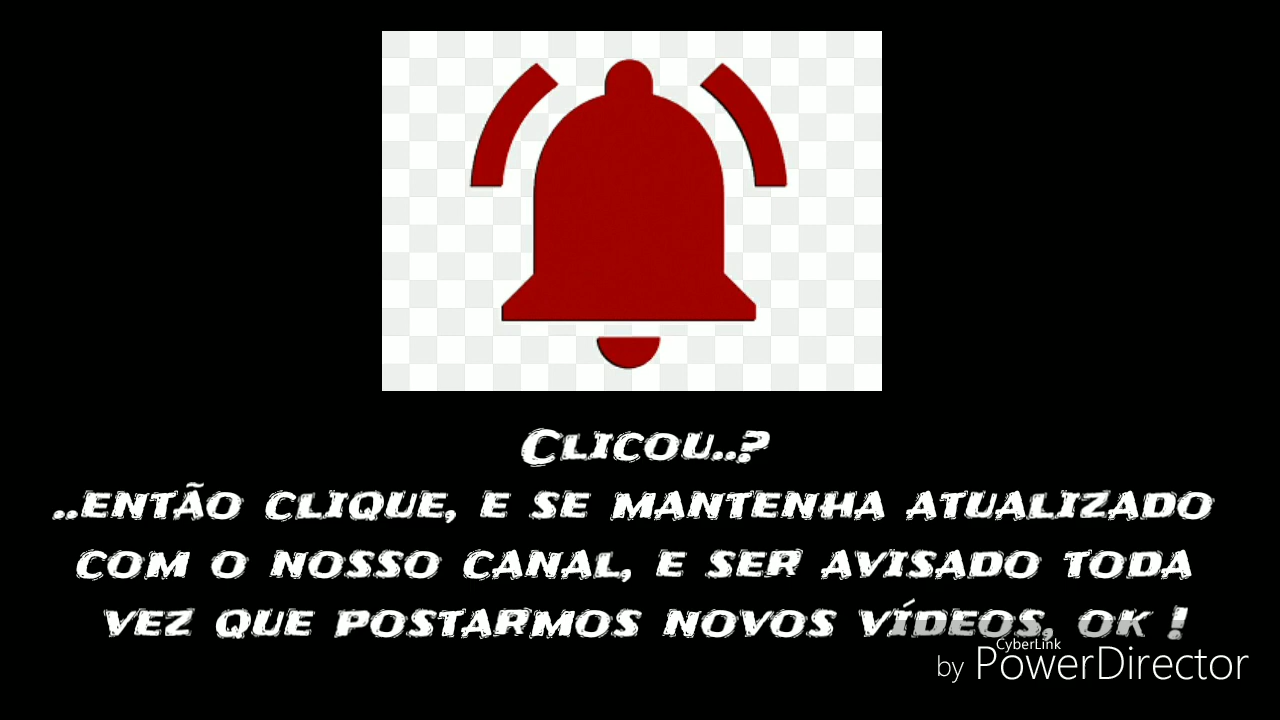 Clicou..?
..então clique, e se mantenha atualizado
com o nosso canal, e ser avisado toda
vez que postarmos novos vídeos, ok !
CyberLink
by PowerDirector